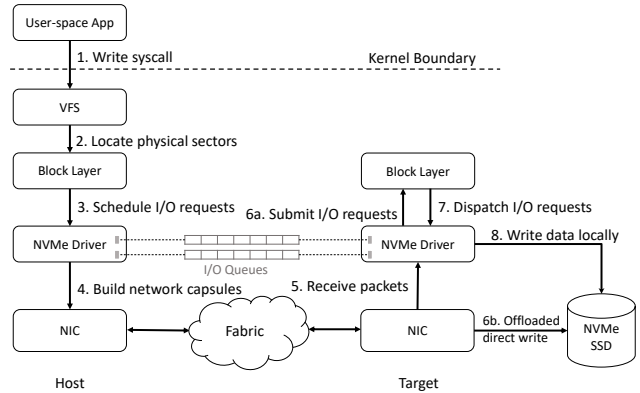 User-space App
1. Write syscall
Kernel Boundary
VFS
2. Locate physical sectors
Block Layer
Block Layer
3. Schedule I/O requests
6a. Submit I/O requests
7. Dispatch I/O requests
NVMe Driver
NVMe Driver
8. Write data locally
I/O Queues
4. Build network capsules
5. Receive packets
NIC
Fabric
NIC
6b. Offloaded
direct write
NVMe
SSD
Host
Target